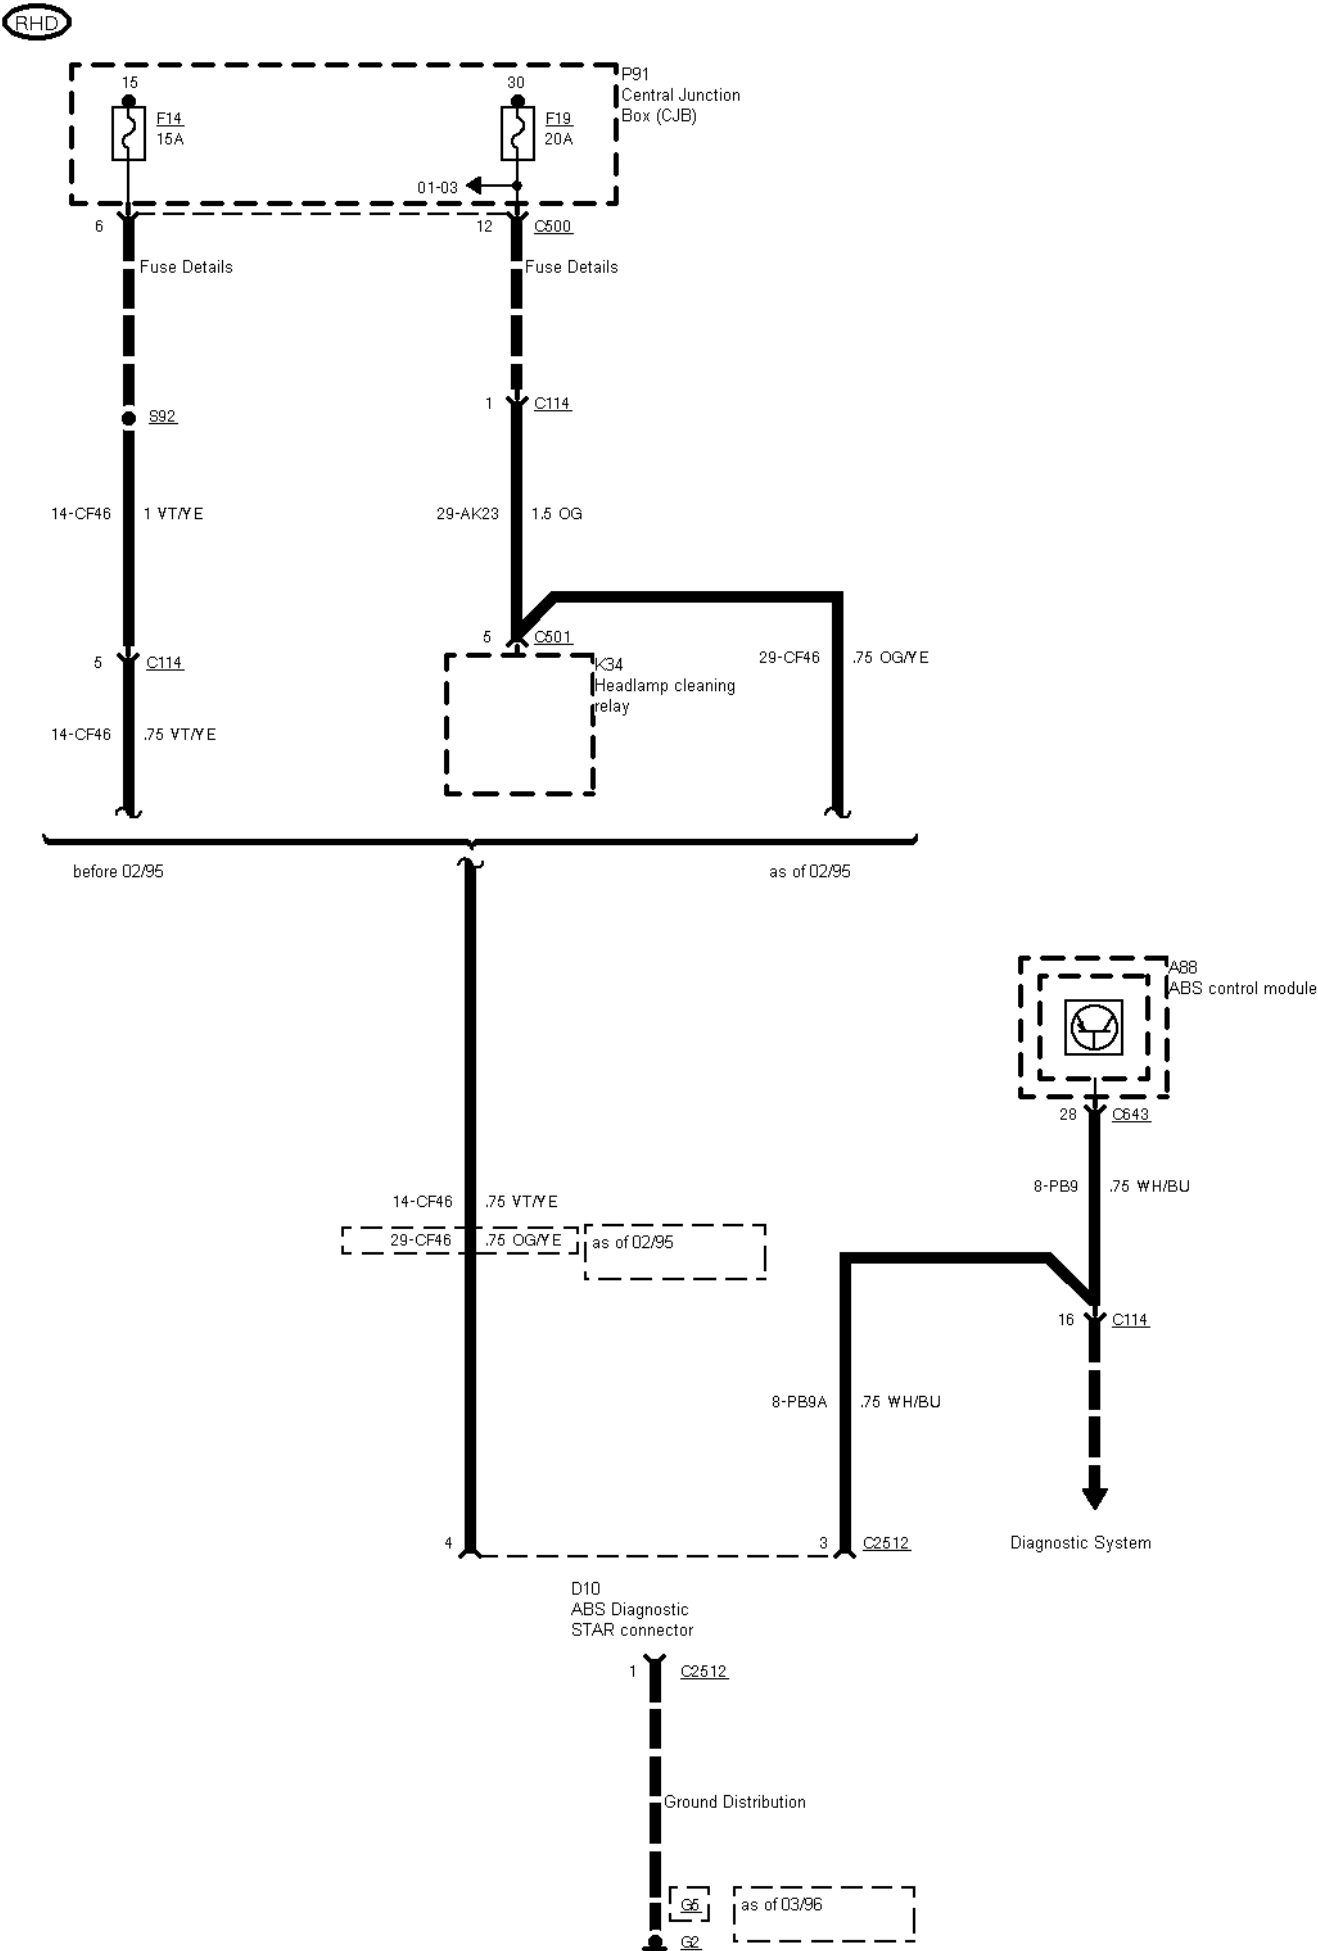 RHD
15
30
P91
Central Junction
Box (CJB)
F14
15A
F19
20A
01-03
6
12
C500
Fuse Details
Fuse Details
1
C114
S92
14-CF46
1 VT/YE
29-AK23
1.5 OG
5
C501
29-CF46
.75 OG/YE
5
C114
K34
Headlamp cleaning
relay
14-CF46
.75 VT/YE
before 02/95
as of 02/95
A88
ABS control module
28
C643
8-PB9
.75 WH/BU
14-CF46
.75 VT/YE
29-CF46
.75 OG/YE
as of 02/95
16
C114
8-PB9A
.75 WH/BU
4
3
C2512
Diagnostic System
D10
ABS Diagnostic
STAR connector
1
C2512
Ground Distribution
G5
as of 03/96
G2